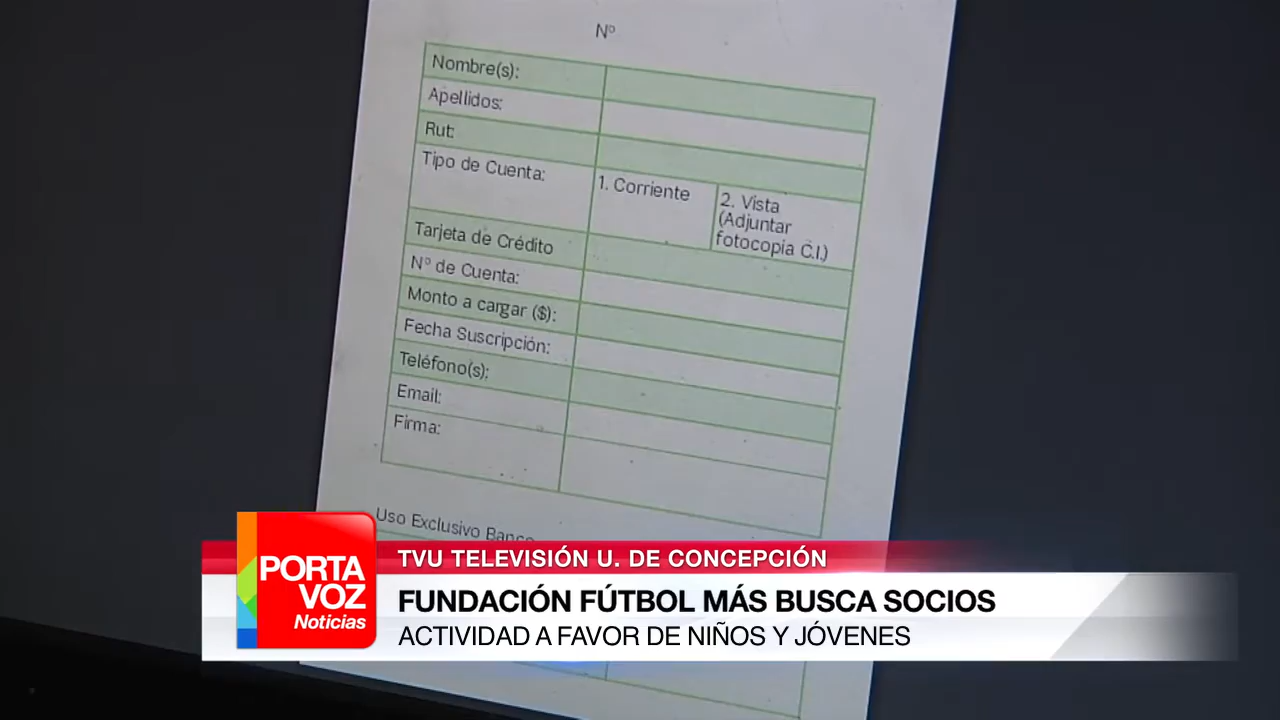 Nº
Nombre(s):
Apellidos:
Rut:
Tipo de Cuenta:
1. Corriente
2. Vista
(Adjuntar
fotocopia C.I.)
Tarjeta de Crédito
Nº de Cuenta:
Monto a cargar ($):
Fecha Suscripción:
Teléfono(s):
Email:
Firma:
Uso Exclusivo Banco
PORTA
VOZ
Noticias
TVU TELEVISIÓN U. DE CONCEPCIÓN
FUNDACIÓN FÚTBOL MÁS BUSCA SOCIOS
ACTIVIDAD A FAVOR DE NIÑOS Y JÓVENES